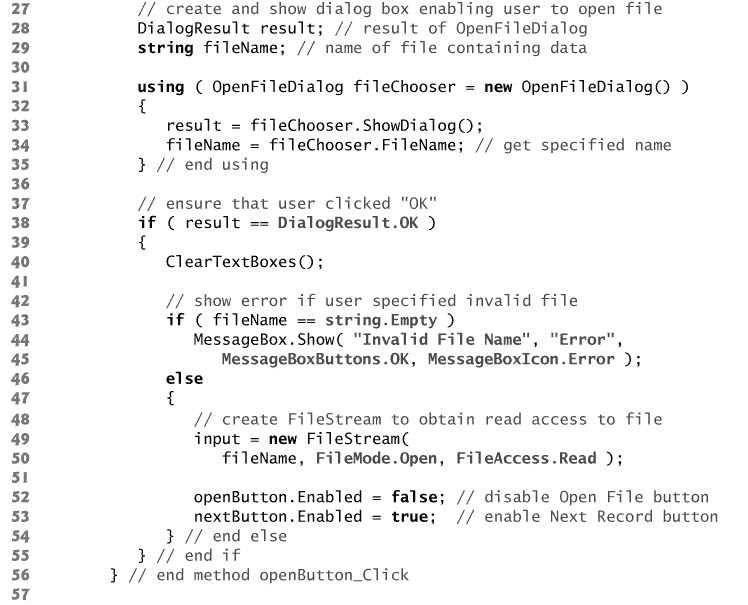 27 // create and show dialog box enabling user to open file
28 DialogResult result; // result of OpenFileDialog
29 string fileName; // name of file containing data
30
31 using ( OpenFileDialog fileChooser = new OpenFileDialog() )
32 {
33 result = fileChooser.ShowDialog();
34 fileName = fileChooser.FileName; // get specified name
35 } // end using
36
37 // ensure that user clicked "OK"
38 if ( result == DialogResult.OK )
39 {
40 ClearTextBoxes();
41
42 // show error if user specified invalid file
43 if ( fileName == string.Empty )
44 MessageBox.Show( "Invalid File Name", "Error",
45 MessageBoxButtons.OK, MessageBoxIcon.Error );
46 else
47 {
48 // create FileStream to obtain read access to file
49 input = new FileStream(
50 fileName, FileMode.Open, FileAccess.Read );
51
52 openButton.Enabled = false; // disable Open File button
53 nextButton.Enabled = true; // enable Next Record button
54 } // end else
55 } // end if
56 } // end method openButton_Click
57